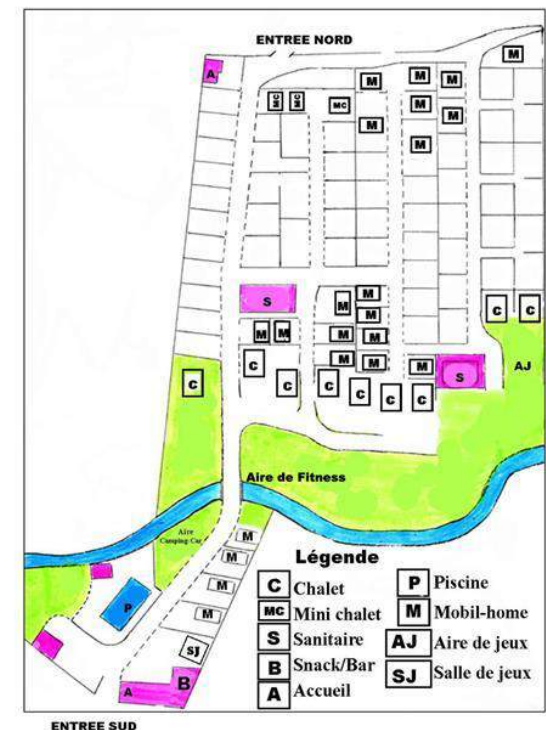 ENTREE NORD
M
A M M M
MC MC MC M M
M
M
S M M C C
M
M M M M
M M M AJ
C S
C C C C C C
Aire de Fitness
Aire
Camping-Car
M
M
M
P M
SJ
A B
Légende
C Chalet
MC Mini chalet
S Sanitaire
B Snack/Bar
A Accueil
P Piscine
M Mobil-home
AJ Aire de jeux
SJ Salle de jeux
ENTREE SUD